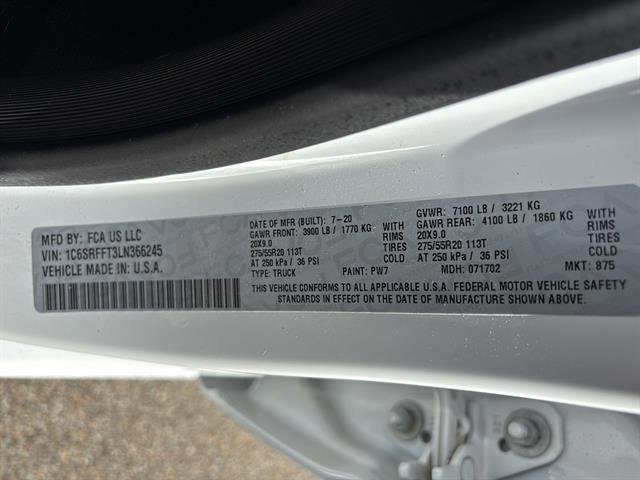 MFD BY: FCA US LLC
VIN: 1C6SRFFT3LN366245
VEHICLE MADE IN U.S.A.
DATE OF MFR (BUILT): 7-20
GAWR FRONT: 3900 LB / 1770 KG WITH
20X9.0 RIMS
275/55R20 113T TIRES
AT 250 kPa / 36 PSI COLD
TYPE: TRUCK PAINT: PW7
GVWR: 7100 LB / 3221 KG
GAWR REAR: 4100 LB / 1860 KG WITH
20X9.0 RIMS
275/55R20 113T TIRES
AT 250 kPa / 36 PSI COLD
MDH: 071702 MKT: 875
THIS VEHICLE CONFORMS TO ALL APPLICABLE U.S.A. FEDERAL MOTOR VEHICLE SAFETY
STANDARDS IN EFFECT ON THE DATE OF MANUFACTURE SHOWN ABOVE.